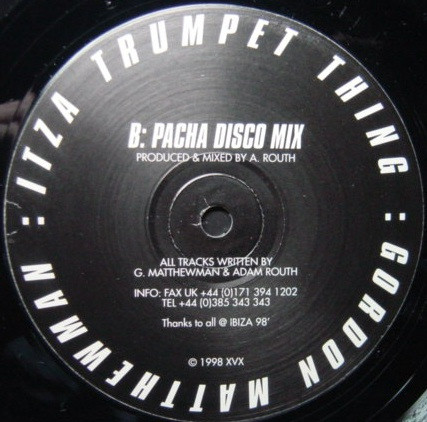 : ITZA TRUMPET THING : GORDON MATTHEWMAN
B: PACHA DISCO MIX
PRODUCED & MIXED BY A. ROUTH
ALL TRACKS WRITTEN BY
G. MATTHEWMAN & ADAM ROUTH
INFO: FAX UK +44 (0)171 394 1202
TEL +44 (0)385 343 343
Thanks to all @ IBIZA 98'
© 1998 XVX